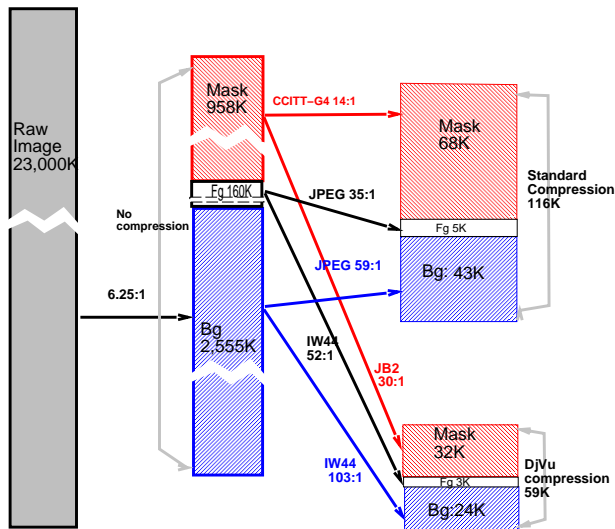 Raw
Image
23,000K
6.25:1
No
compression
Mask
958K
Fg 160K
Bg
2,555K
CCITT−G4 14:1
JPEG 35:1
JPEG 59:1
IW44
52:1
JB2
30:1
IW44
103:1
Mask
68K
Fg 5K
Bg: 43K
Standard
Compression
116K
Mask
32K
Fg 3K
Bg:24K
DjVu
compression
59K